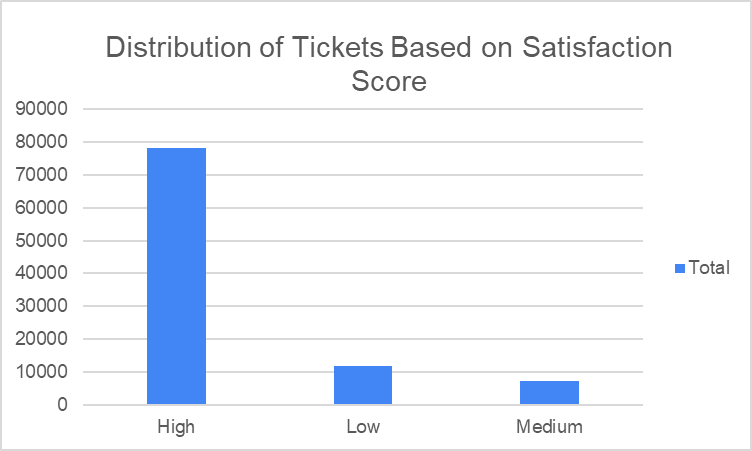 Distribution of Tickets Based on Satisfaction
Score
90000
80000
70000
60000
50000
40000
30000
20000
10000
0
High Low Medium
Total